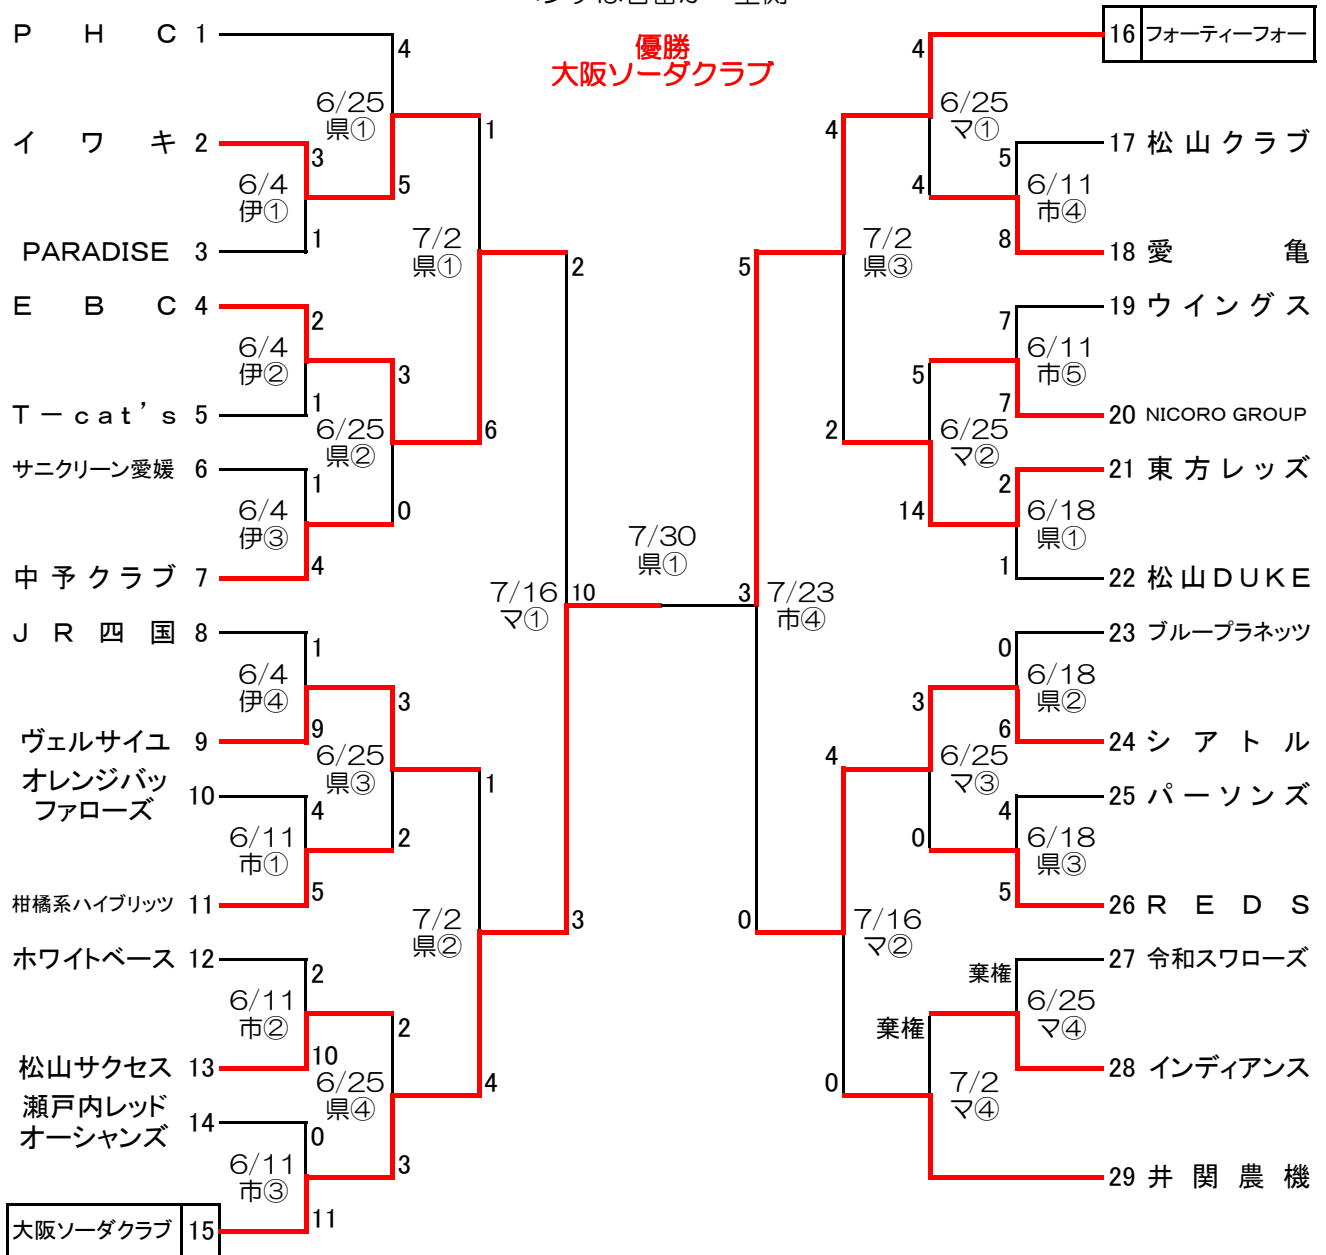 優勝
大阪ソーダクラブ
PHC 1
イワキ 2
PARADISE 3
EBC 4
T－cat's 5
サニクリーン愛媛 6
中予クラブ 7
JR四国 8
ヴェルサイユ 9
オレンジバッ
ファローズ 10
柑橘系ハイブリッツ 11
ホワイトベース 12
松山サクセス 13
瀬戸内レッド
オーシャンズ 14
大阪ソーダクラブ 15
4
6/25
県①
5
3
6/4
伊①
1
2
6/4
伊②
1
1
6/4
伊③
4
3
6/25
県②
0
1
7/2
県①
6
1
6/4
伊④
9
4
6/11
市①
5
3
6/25
県③
2
2
6/11
市②
10
0
6/11
市③
11
2
6/25
県④
3
1
7/2
県②
4
2
7/16
マ①
3
10
7/30
県①
3
5
7/23
市④
0
4
7/2
県③
2
4
6/25
マ①
4
5
6/11
市④
8
7
6/11
市⑤
7
5
6/25
マ②
14
2
6/18
県①
1
4
7/16
マ②
0
3
6/25
マ③
0
0
6/18
県②
6
4
6/18
県③
5
棄権
6/25
マ④
棄権
7/2
マ④
16 フォーティーフォー
17 松山クラブ
18 愛亀
19 ウイングス
20 NICORO GROUP
21 東方レッズ
22 松山DUKE
23 ブループラネッツ
24 シアトル
25 パーソンズ
26 REDS
27 令和スワローズ
28 インディアンス
29 井関農機